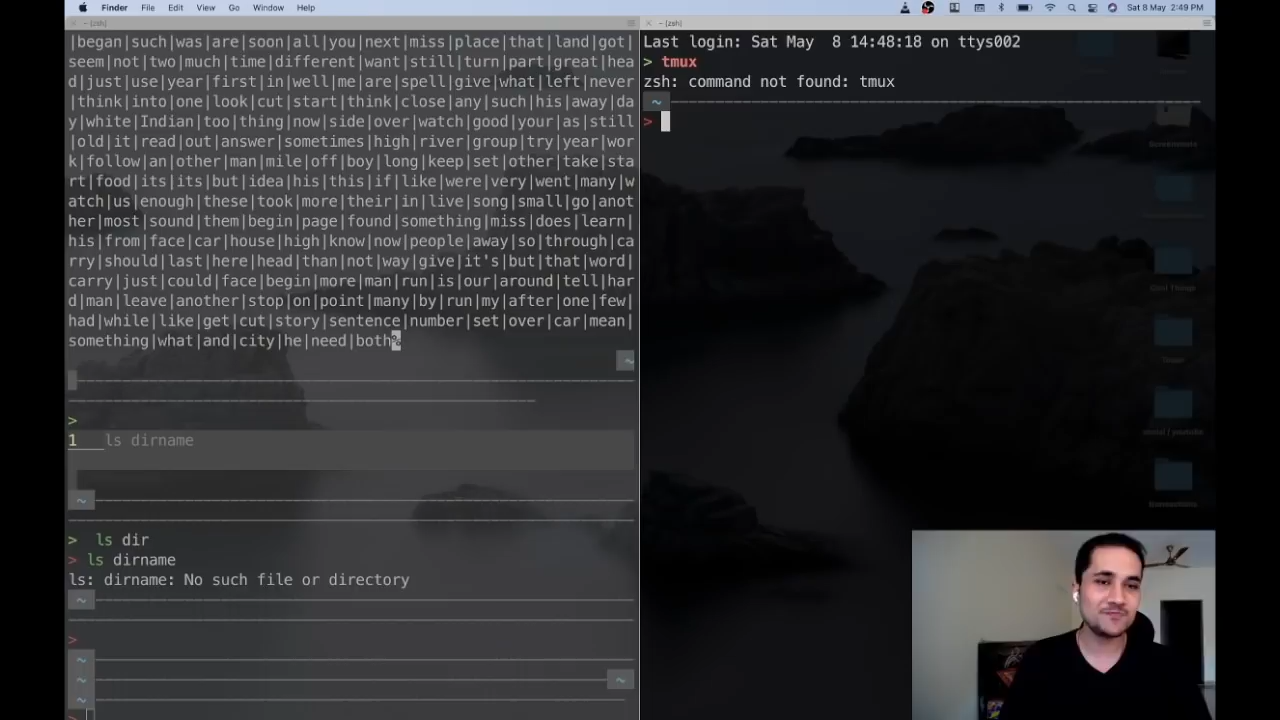 Finder File Edit View Go Window Help
Sat 8 May 2:49 PM
~ (zsh)
|began|such|was|are|soon|all|you|next|miss|place|that|land|got|
seem|not|two|much|time|different|want|still|turn|part|great|hea
d|just|use|year|first|in|well|me|are|spell|give|what|left|never
|think|into|one|look|cut|start|think|close|any|such|his|away|da
y|white|Indian|too|thing|now|side|over|watch|good|your|as|still
|old|it|read|out|answer|sometimes|high|river|group|try|year|wor
k|follow|an|other|man|mile|off|boy|long|keep|set|other|take|sta
rt|food|its|its|but|idea|his|this|if|like|were|very|went|many|w
atch|us|enough|these|took|more|their|in|live|song|small|go|anot
her|most|sound|them|begin|page|found|something|miss|does|learn|
his|from|face|car|house|high|know|now|people|away|so|through|ca
rry|should|last|here|head|than|not|way|give|it's|but|that|word|
carry|just|could|face|begin|more|man|run|is|our|around|tell|har
d|man|leave|another|stop|on|point|many|by|run|my|after|one|few|
had|while|like|get|cut|story|sentence|number|set|over|car|mean|
something|what|and|city|he|need|both%
~
>
1 ls dirname
~
> ls dir
> ls dirname
ls: dirname: No such file or directory
~
>
~
~ ~
~
>
~ (zsh)
Last login: Sat May  8 14:48:18 on ttys002
> tmux
zsh: command not found: tmux
~
>